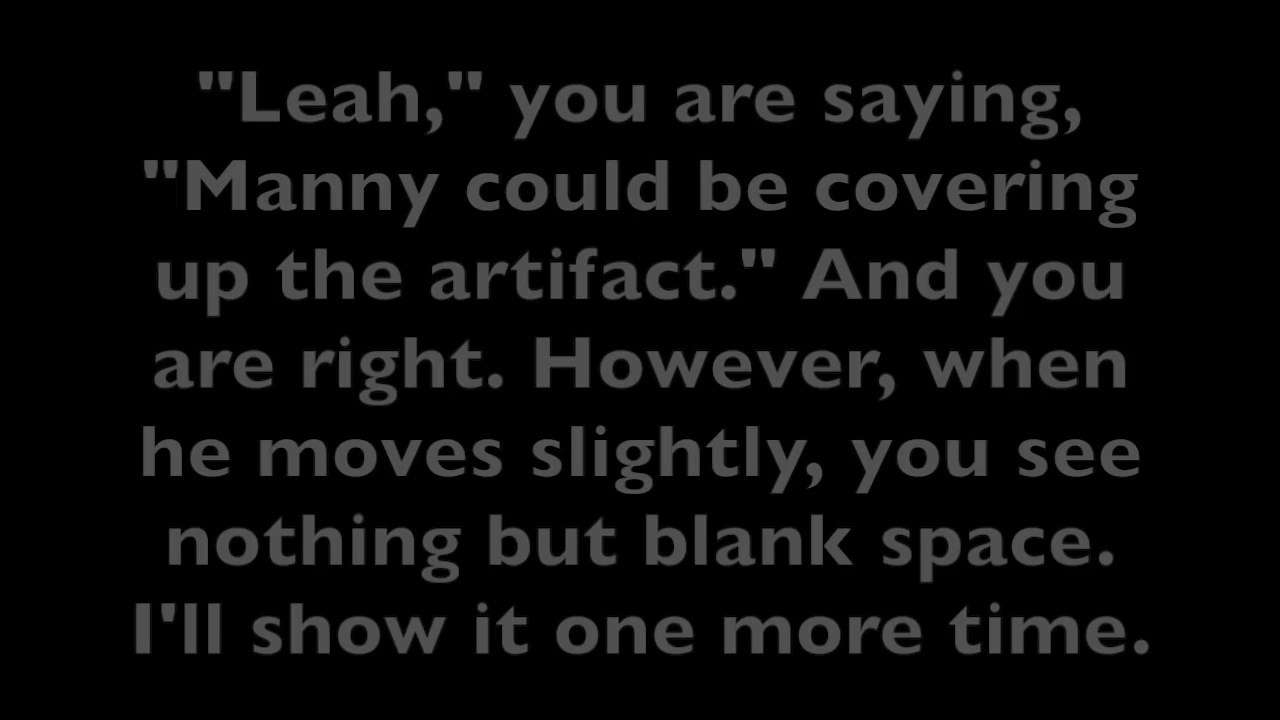 "Leah," you are saying,
"Manny could be covering
up the artifact." And you
are right. However, when
he moves slightly, you see
nothing but blank space.
I'll show it one more time.